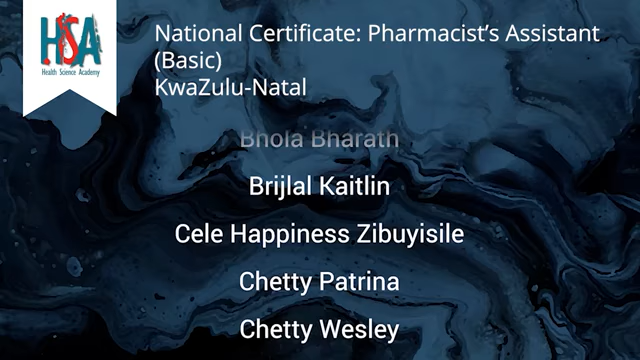 HSA
Health Science Academy
National Certificate: Pharmacist's Assistant
(Basic)
KwaZulu-Natal
Bhola Bharath
Brijlal Kaitlin
Cele Happiness Zibuyisile
Chetty Patrina
Chetty Wesley